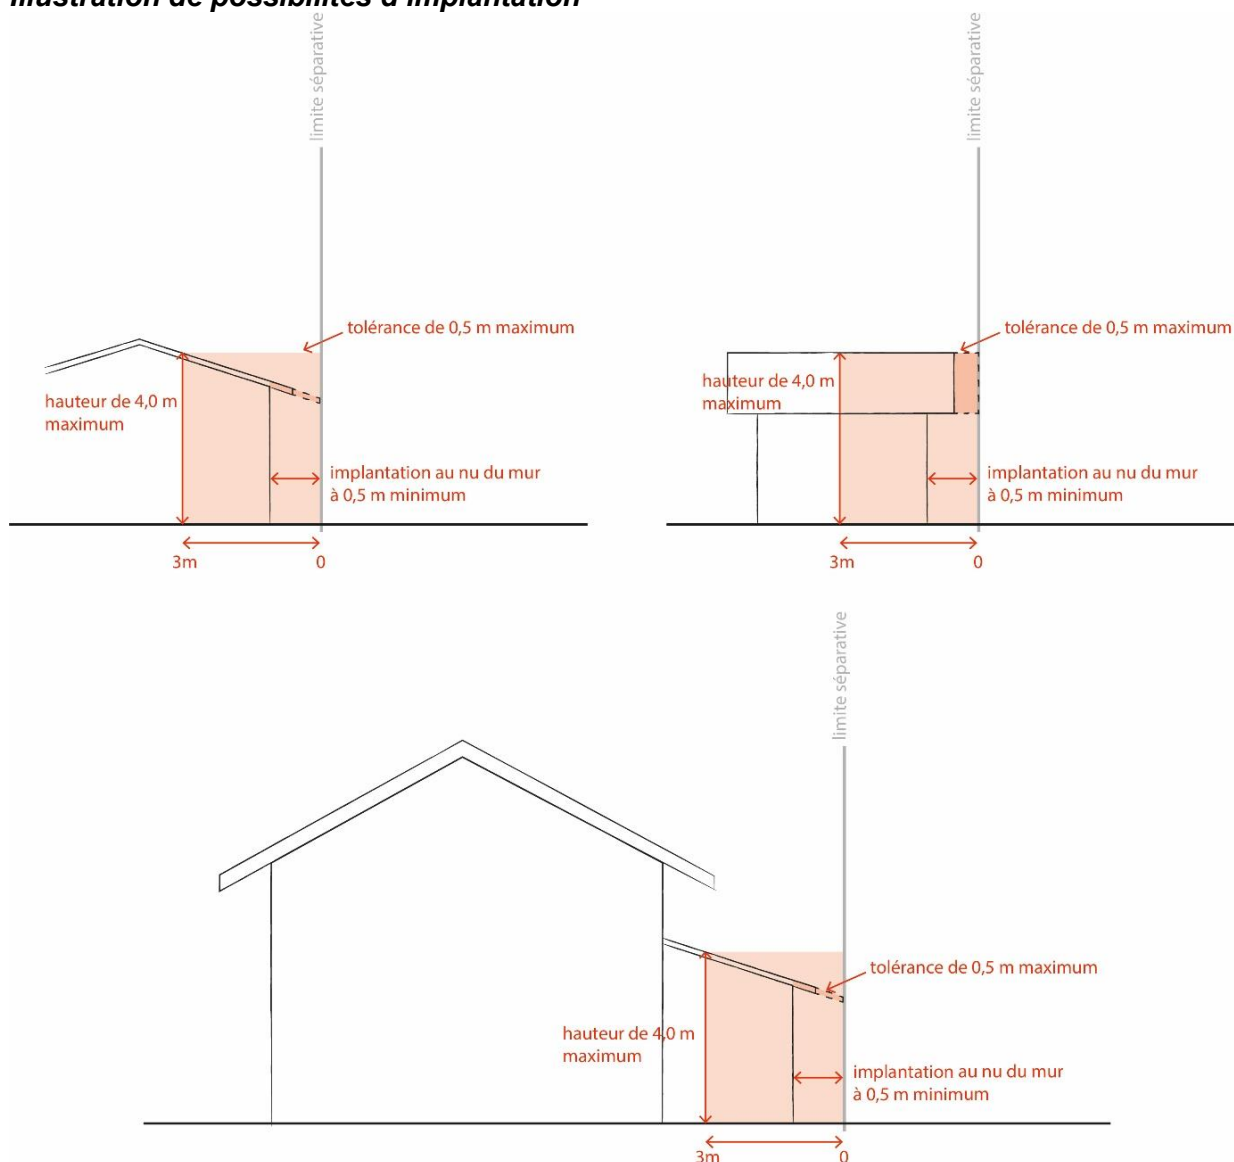 Illustration de possibilités d'implantation
limite séparative
tolérance de 0,5 m maximum
hauteur de 4,0 m
maximum
implantation au nu du mur
à 0,5 m minimum
3m
0
limite séparative
tolérance de 0,5 m maximum
hauteur de 4,0 m
maximum
implantation au nu du mur
à 0,5 m minimum
3m
0
limite séparative
tolérance de 0,5 m maximum
hauteur de 4,0 m
maximum
implantation au nu du mur
à 0,5 m minimum
3m
0